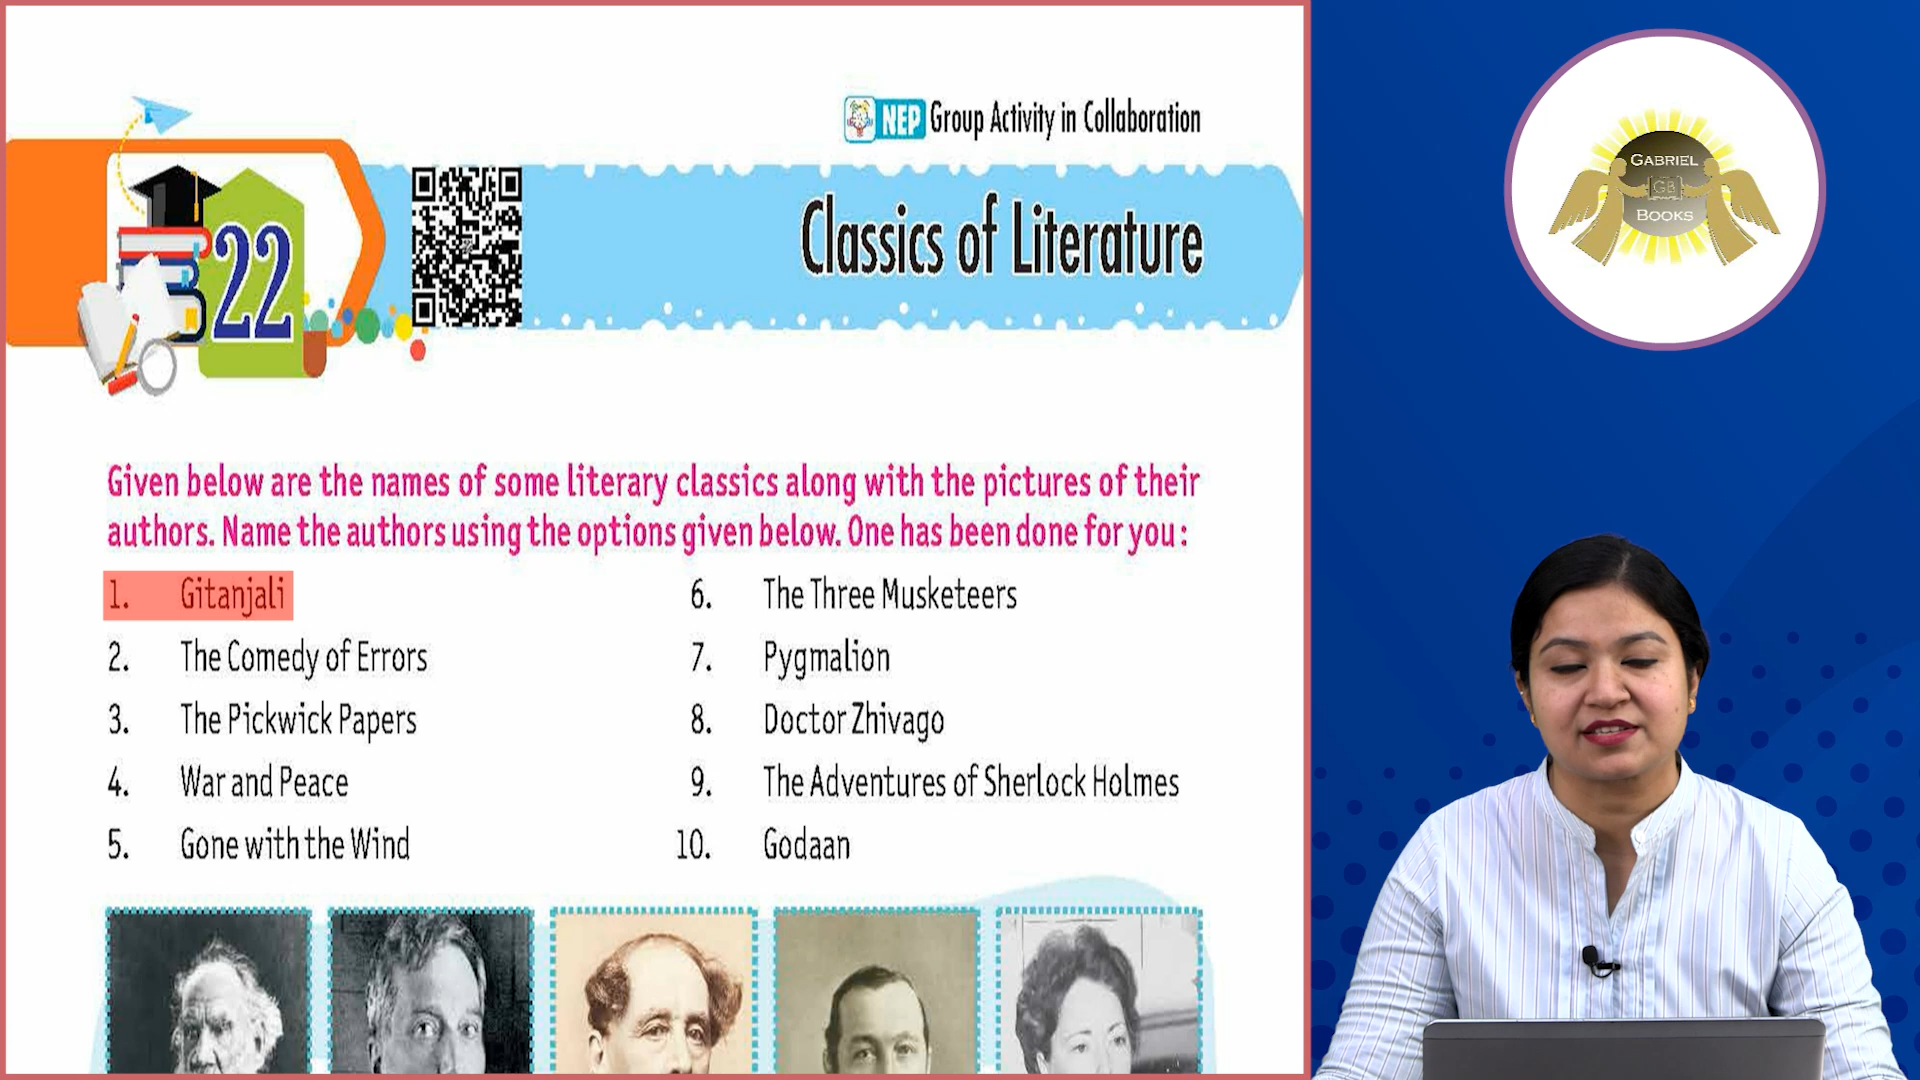 NEP Group Activity in Collaboration
22
Classics of Literature
Given below are the names of some literary classics along with the pictures of their
authors. Name the authors using the options given below. One has been done for you :
1. Gitanjali
2. The Comedy of Errors
3. The Pickwick Papers
4. War and Peace
5. Gone with the Wind
6. The Three Musketeers
7. Pygmalion
8. Doctor Zhivago
9. The Adventures of Sherlock Holmes
10. Godaan
GABRIEL
GB
BOOKS